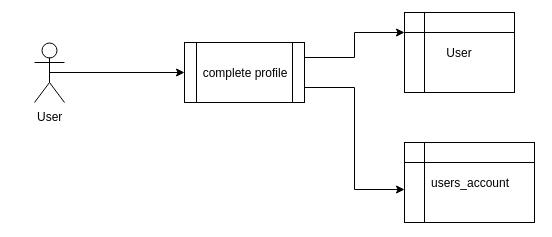 User
complete profile
User
users_account